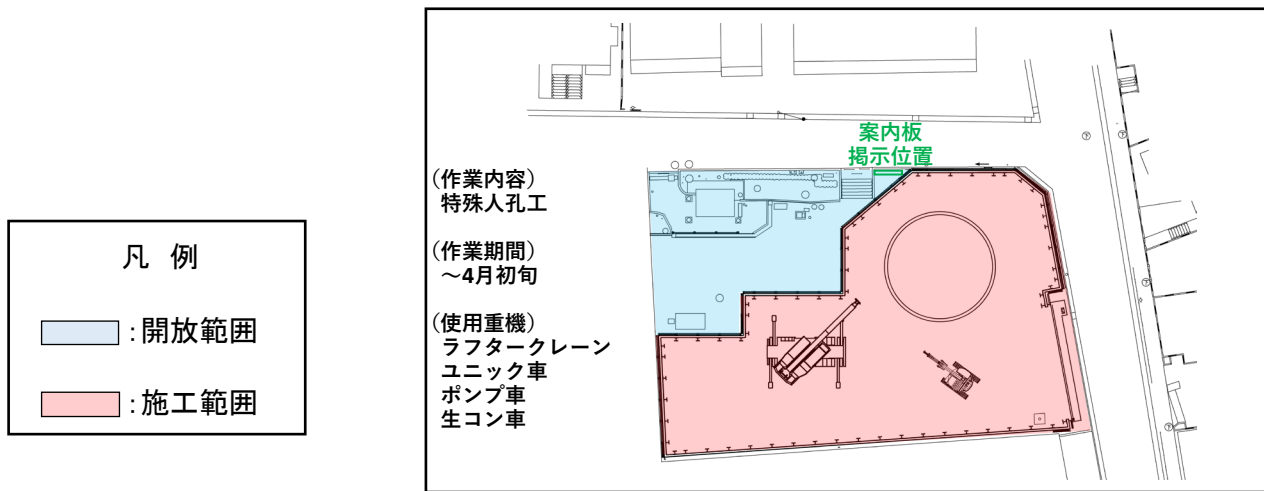 凡 例
:開放範囲
:施工範囲
(作業内容)
特殊人孔工
(作業期間)
～4月初旬
(使用重機)
ラフタークレーン
ユニック車
ポンプ車
生コン車
案内板
掲示位置